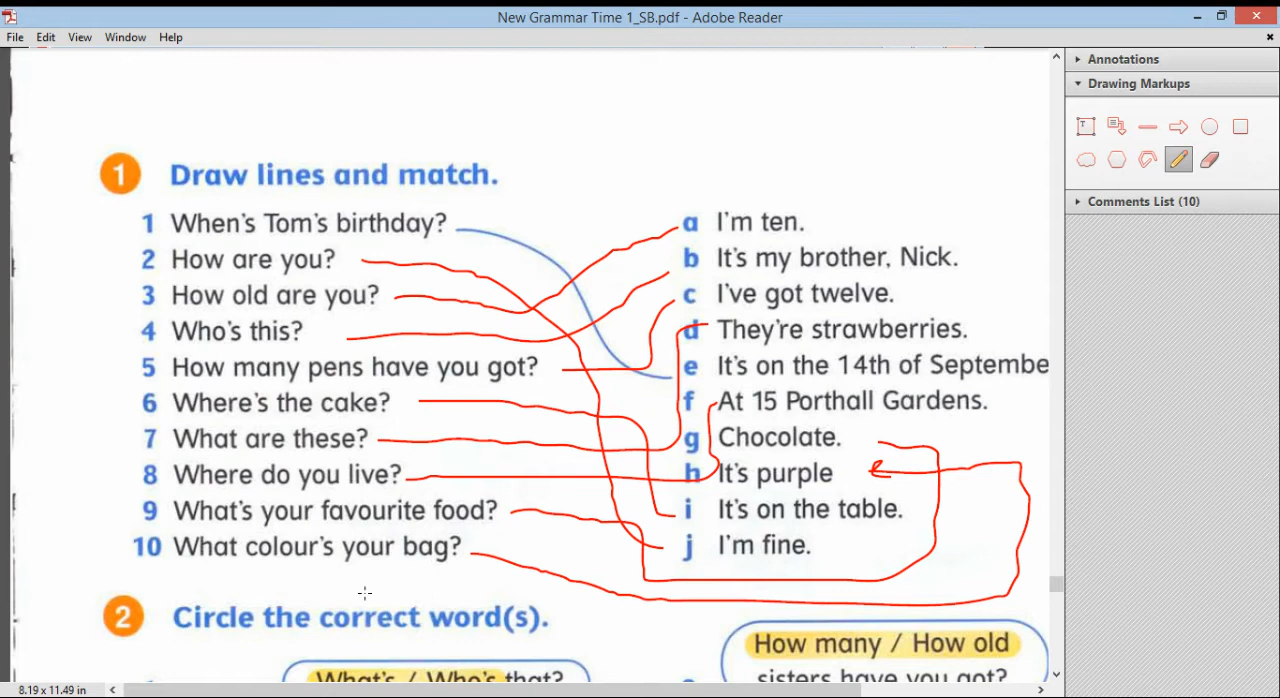 New Grammar Time 1_SB.pdf - Adobe Reader
File Edit View Window Help
Annotations
Drawing Markups
T
Comments List (10)
1 Draw lines and match.
1 When's Tom's birthday?
2 How are you?
3 How old are you?
4 Who's this?
5 How many pens have you got?
6 Where's the cake?
7 What are these?
8 Where do you live?
9 What's your favourite food?
10 What colour's your bag?
a I'm ten.
b It's my brother, Nick.
c I've got twelve.
d They're strawberries.
e It's on the 14th of Septembe
f At 15 Porthall Gardens.
g Chocolate.
h It's purple
i It's on the table.
j I'm fine.
2 Circle the correct word(s).
What's / Who's that?
How many / How old
sisters have you got?
8.19 x 11.49 in